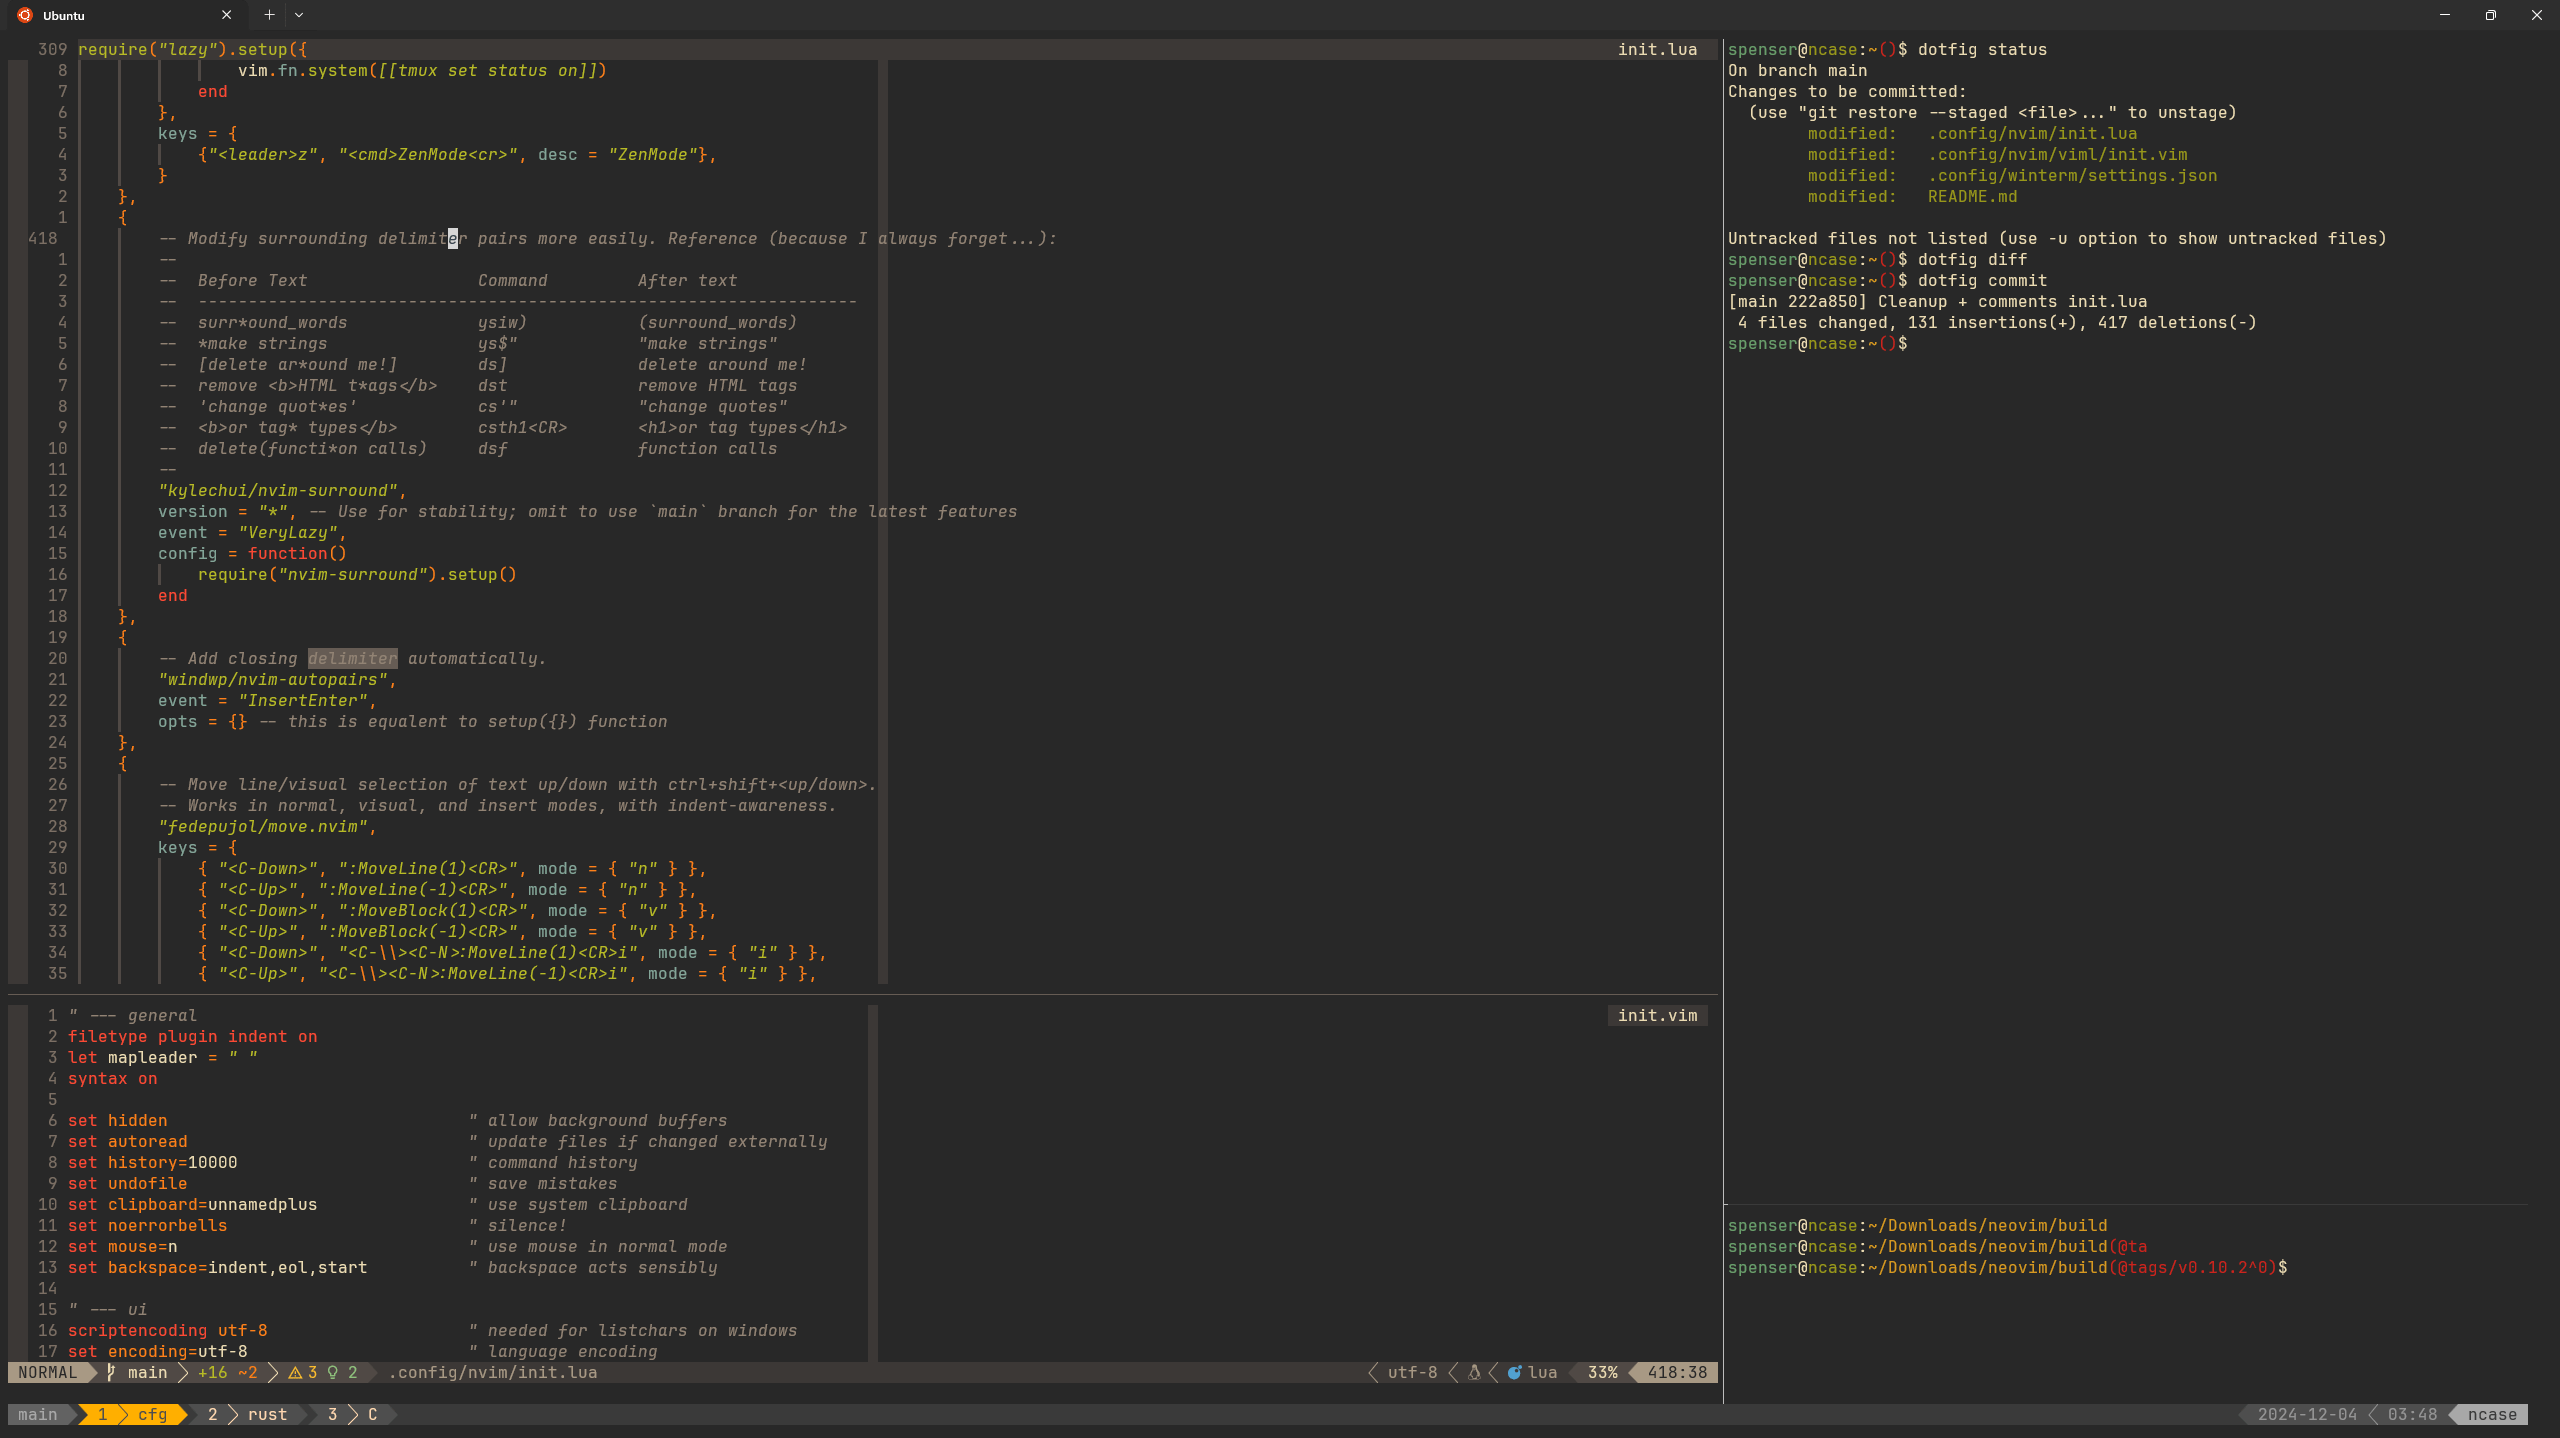 Ubuntu
309 require("lazy").setup({ init.lua
8 vim.fn.system([[tmux set status on]])
7 end
6 },
5 keys = {
4 {"<leader>z", "<cmd>ZenMode<cr>", desc = "ZenMode"},
3 }
2 },
1 {
418 -- Modify surrounding delimiter pairs more easily. Reference (because I always forget...):
1 --
2 -- Before Text Command After text
3 -- ------------------------------------------------------------------
4 -- surr*ound_words ysiw) (surround_words)
5 -- *make strings ys$" "make strings"
6 -- [delete ar*ound me!] ds] delete around me!
7 -- remove <b>HTML t*ags</b> dst remove HTML tags
8 -- 'change quot*es' cs'" "change quotes"
9 -- <b>or tag* types</b> csth1<CR> <h1>or tag types</h1>
10 -- delete(functi*on calls) dsf function calls
11 --
12 "kylechui/nvim-surround",
13 version = "*", -- Use for stability; omit to use `main` branch for the latest features
14 event = "VeryLazy",
15 config = function()
16 require("nvim-surround").setup()
17 end
18 },
19 {
20 -- Add closing delimiter automatically.
21 "windwp/nvim-autopairs",
22 event = "InsertEnter",
23 opts = {} -- this is equalent to setup({}) function
24 },
25 {
26 -- Move line/visual selection of text up/down with ctrl+shift+<up/down>.
27 -- Works in normal, visual, and insert modes, with indent-awareness.
28 "fedepujol/move.nvim",
29 keys = {
30 { "<C-Down>", ":MoveLine(1)<CR>", mode = { "n" } },
31 { "<C-Up>", ":MoveLine(-1)<CR>", mode = { "n" } },
32 { "<C-Down>", ":MoveBlock(1)<CR>", mode = { "v" } },
33 { "<C-Up>", ":MoveBlock(-1)<CR>", mode = { "v" } },
34 { "<C-Down>", "<C-\\><C-N>:MoveLine(1)<CR>i", mode = { "i" } },
35 { "<C-Up>", "<C-\\><C-N>:MoveLine(-1)<CR>i", mode = { "i" } },
1 " --- general init.vim
2 filetype plugin indent on
3 let mapleader = " "
4 syntax on
5
6 set hidden " allow background buffers
7 set autoread " update files if changed externally
8 set history=10000 " command history
9 set undofile " save mistakes
10 set clipboard=unnamedplus " use system clipboard
11 set noerrorbells " silence!
12 set mouse=n " use mouse in normal mode
13 set backspace=indent,eol,start " backspace acts sensibly
14
15 " --- ui
16 scriptencoding utf-8 " needed for listchars on windows
17 set encoding=utf-8 " language encoding
NORMAL main +16 ~2 3 2 .config/nvim/init.lua utf-8 lua 33% 418:38
spenser@ncase:~()$ dotfig status
On branch main
Changes to be committed:
(use "git restore --staged <file>..." to unstage)
modified: .config/nvim/init.lua
modified: .config/nvim/viml/init.vim
modified: .config/winterm/settings.json
modified: README.md
Untracked files not listed (use -u option to show untracked files)
spenser@ncase:~()$ dotfig diff
spenser@ncase:~()$ dotfig commit
[main 222a850] Cleanup + comments init.lua
4 files changed, 131 insertions(+), 417 deletions(-)
spenser@ncase:~()$
spenser@ncase:~/Downloads/neovim/build
spenser@ncase:~/Downloads/neovim/build(@ta
spenser@ncase:~/Downloads/neovim/build(@tags/v0.10.2^0)$
main 1 cfg 2 rust 3 C 2024-12-04 03:48 ncase